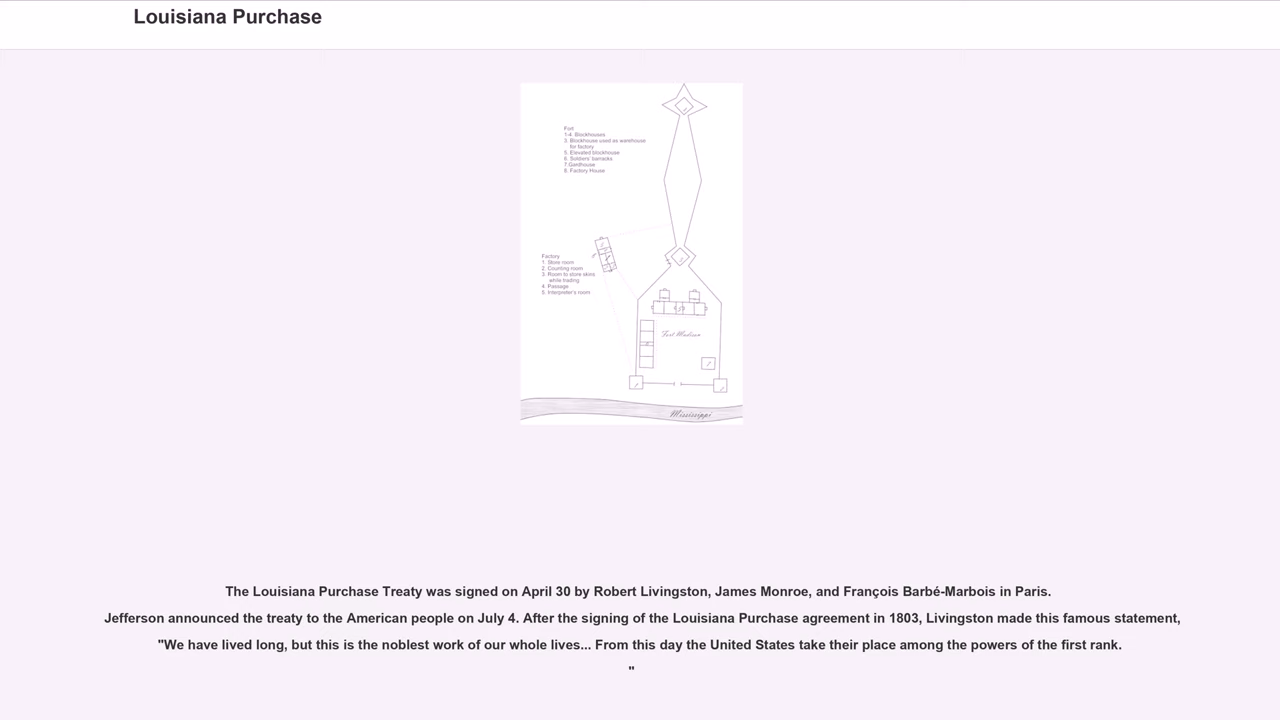 Louisiana Purchase
Fort
1-4 Blockhouses
3. Blockhouse used as warehouse
for factory
5. Elevated blockhouse
6. Soldiers' barracks
7 Gardhouse
8. Factory House
Factory
1. Store room
2. Counting room
3. Room to store skins
while trading
4. Passage
5. Interpreter's room
Fort Madison
Mississippi
The Louisiana Purchase Treaty was signed on April 30 by Robert Livingston, James Monroe, and François Barbé-Marbois in Paris.
Jefferson announced the treaty to the American people on July 4. After the signing of the Louisiana Purchase agreement in 1803, Livingston made this famous statement,
"We have lived long, but this is the noblest work of our whole lives... From this day the United States take their place among the powers of the first rank.
"